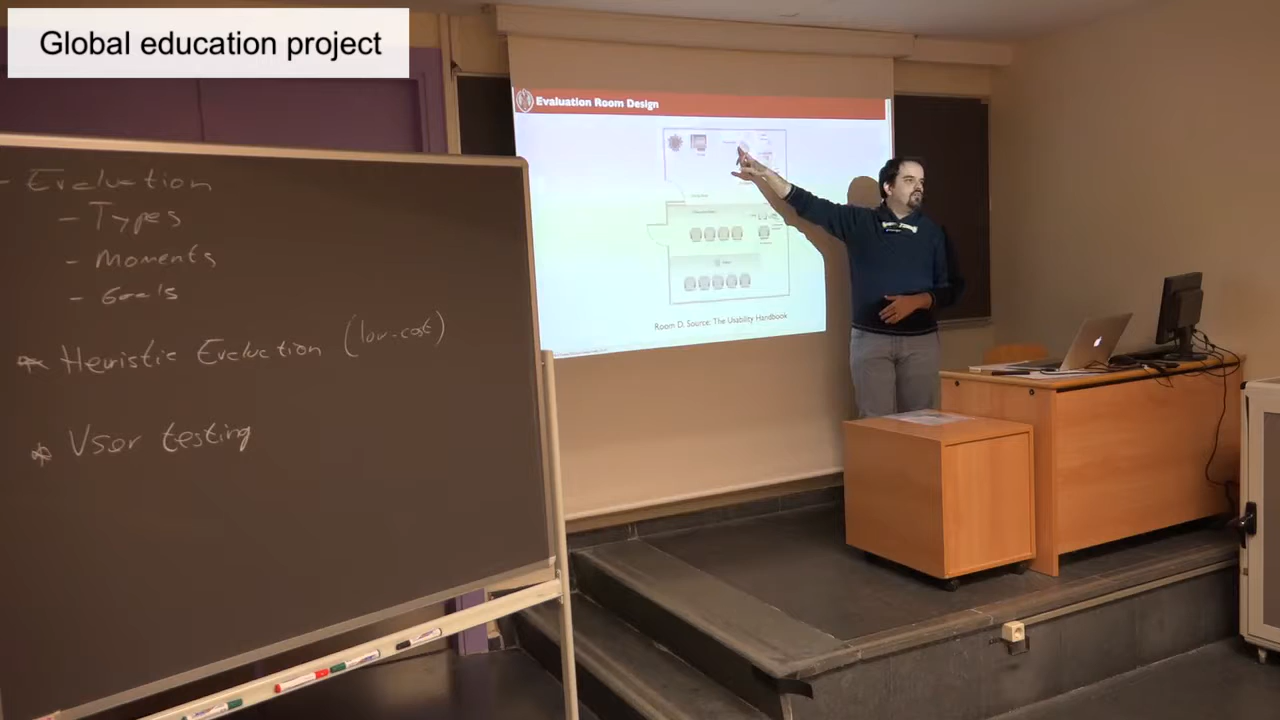 Global education project
Evaluation Room Design
Room D. Source: The Usability Handbook
- Evaluation
- Types
- Moments
- Goals
* Heuristic Evaluation (low-cost)
* User testing